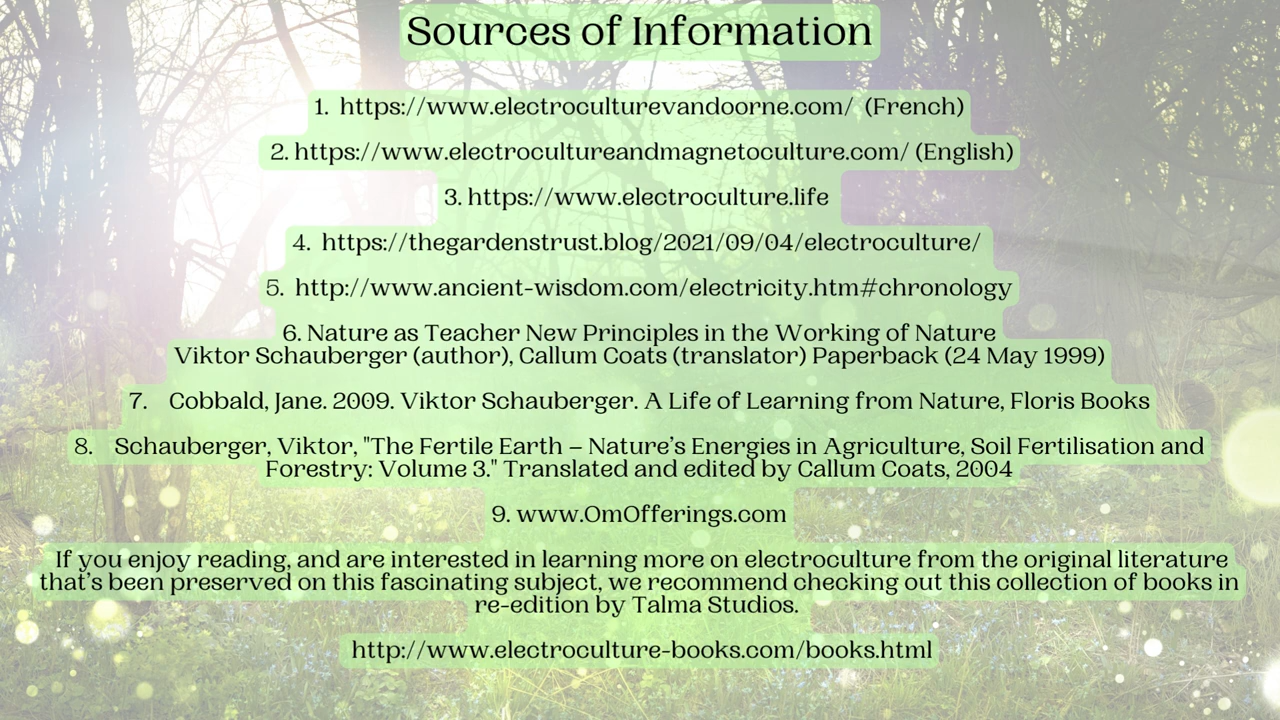 Sources of Information
1. https://www.electroculturevandoorne.com/ (French)
2. https://www.electrocultureandmagnetoculture.com/ (English)
3. https://www.electroculture.life
4. https://thegardenstrust.blog/2021/09/04/electroculture/
5. http://www.ancient-wisdom.com/electricity.htm#chronology
6. Nature as Teacher New Principles in the Working of Nature
Viktor Schauberger (author), Callum Coats (translator) Paperback (24 May 1999)
7. Cobbald, Jane. 2009. Viktor Schauberger. A Life of Learning from Nature, Floris Books
8. Schauberger, Viktor, "The Fertile Earth – Nature's Energies in Agriculture, Soil Fertilisation and
Forestry: Volume 3." Translated and edited by Callum Coats, 2004
9. www.OmOfferings.com
If you enjoy reading, and are interested in learning more on electroculture from the original literature
that's been preserved on this fascinating subject, we recommend checking out this collection of books in
re-edition by Talma Studios.
http://www.electroculture-books.com/books.html